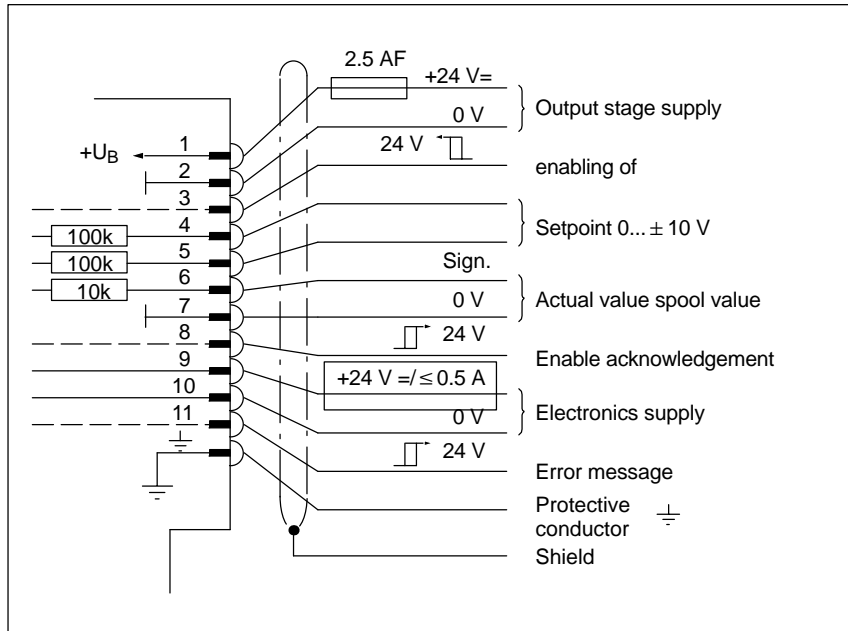 2.5 AF
+24 V=
0 V
Output stage supply
+UB
1
24 V
2
enabling of
3
4
100k
Setpoint 0... ± 10 V
5
100k
Sign.
6
10k
0 V
Actual value spool value
7
24 V
8
Enable acknowledgement
9
+24 V =/ ≤ 0.5 A
10
0 V
Electronics supply
11
24 V
Error message
Protective
conductor
Shield